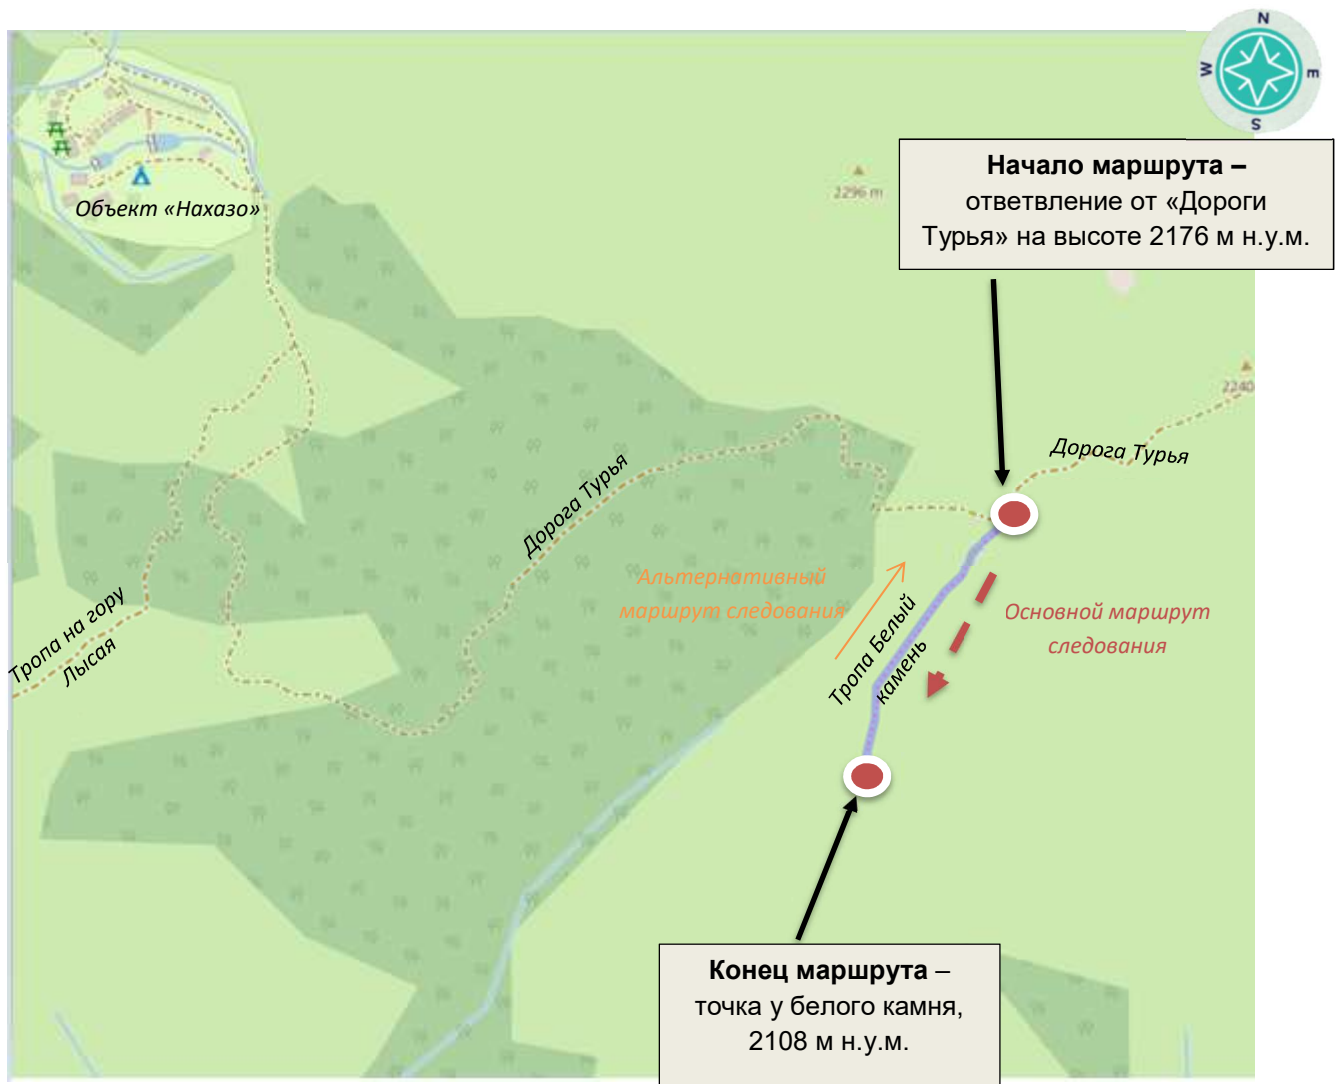 N
W
E
S
Начало маршрута –
ответвление от «Дороги
Турья» на высоте 2176 м н.у.м.
2296 m
Объект «Нахазо»
2240
Дорога Турья
Дорога Турья
Альтернативный
маршрут следования
Основной маршрут
следования
Тропа Белый
камень
Тропа на гору
Лысая
Конец маршрута –
точка у белого камня,
2108 м н.у.м.